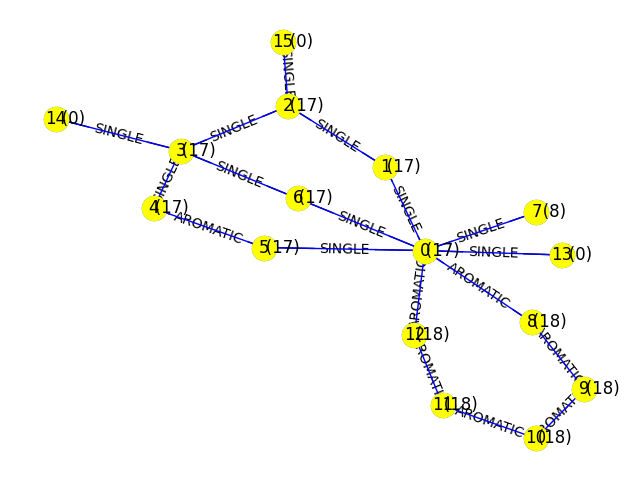 15(0)
SINGLE
14(0)
SINGLE
2(17)
SINGLE
SINGLE
3(17)
1(17)
SINGLE
SINGLE
SINGLE
6(17)
4(17)
SINGLE
7(8)
AROMATIC
SINGLE
5(17)
SINGLE
0(17)
SINGLE
13(0)
AROMATIC
AROMATIC
8(18)
12(18)
AROMATIC
AROMATIC
9(18)
11(18)
AROMATIC
AROMATIC
10(18)